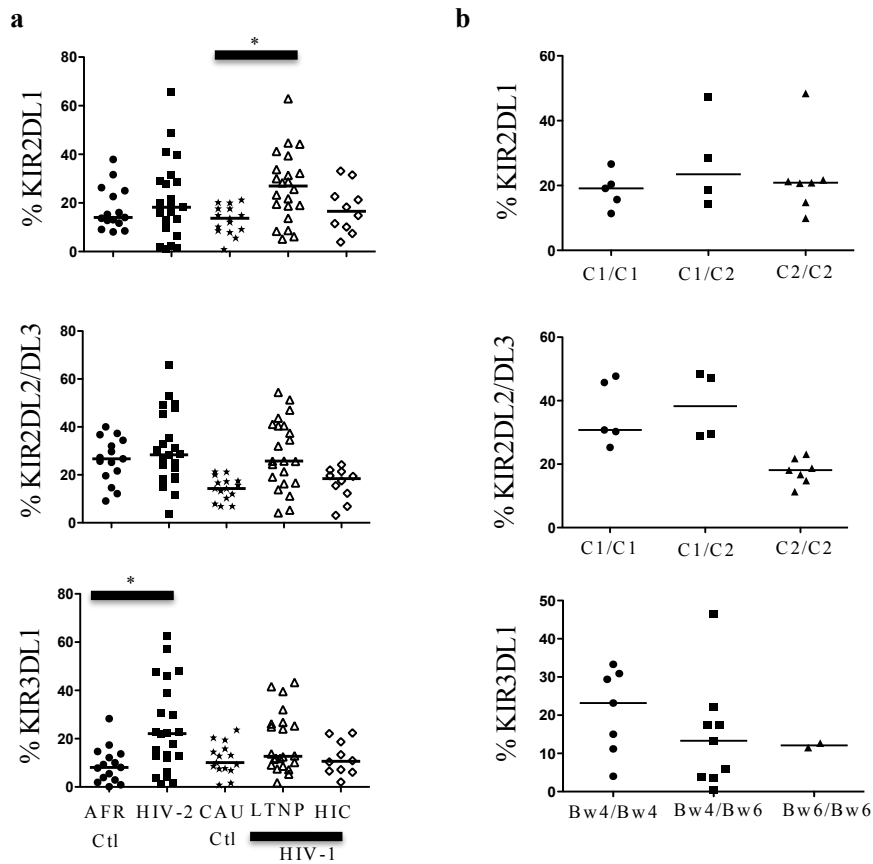 a
b
*
% KIR2DL1
80
60
40
20
0
% KIR2DL1
60
40
20
0
C1/C1 C1/C2 C2/C2
% KIR2DL2/DL3
80
60
40
20
0
% KIR2DL2/DL3
60
40
20
0
C1/C1 C1/C2 C2/C2
*
% KIR3DL1
80
60
40
20
0
AFR HIV-2 CAU LTNP HIC
Ctl Ctl
HIV-1
% KIR3DL1
50
40
30
20
10
0
Bw4/Bw4 Bw4/Bw6 Bw6/Bw6